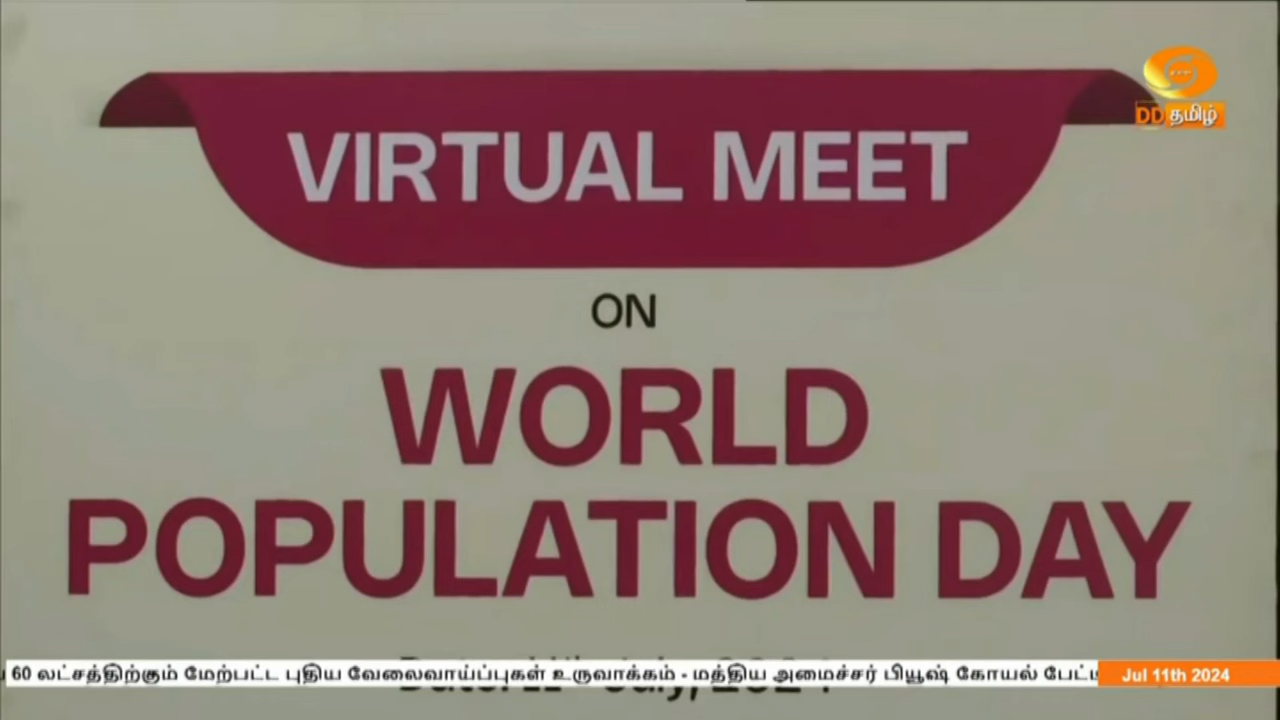 VIRTUAL MEET
DD தமிழ்
ON
WORLD
POPULATION DAY
60 லட்சத்திற்கும் மேற்பட்ட புதிய வேலைவாய்ப்புகள் உருவாக்கம் - மத்திய அமைச்சர் பியூஷ் கோயல்
Jul 11th 2024